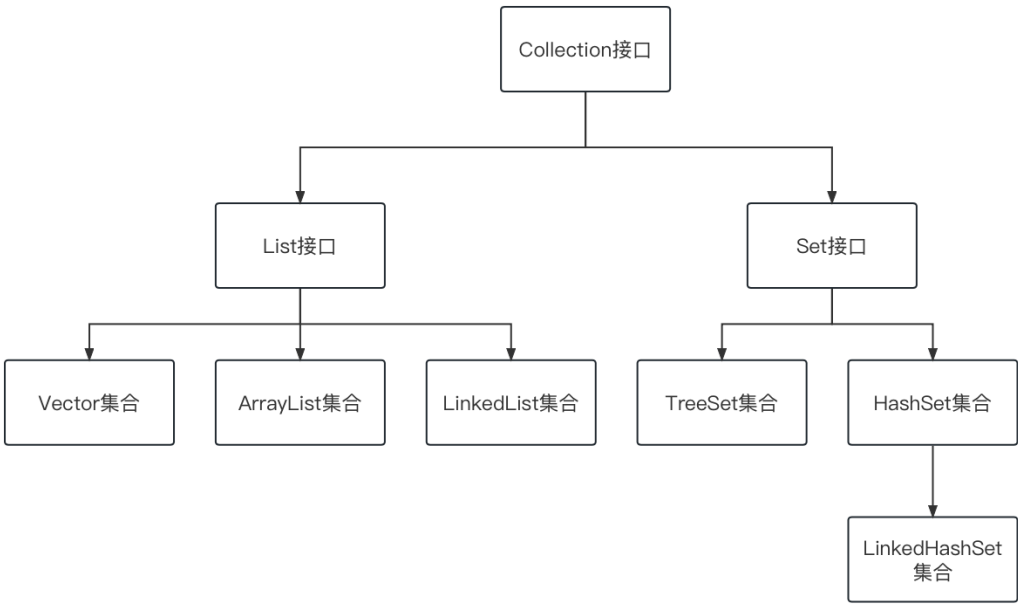 Collection接口
List接口
Set接口
Vector集合
ArrayList集合
LinkedList集合
TreeSet集合
HashSet集合
LinkedHashSet
集合